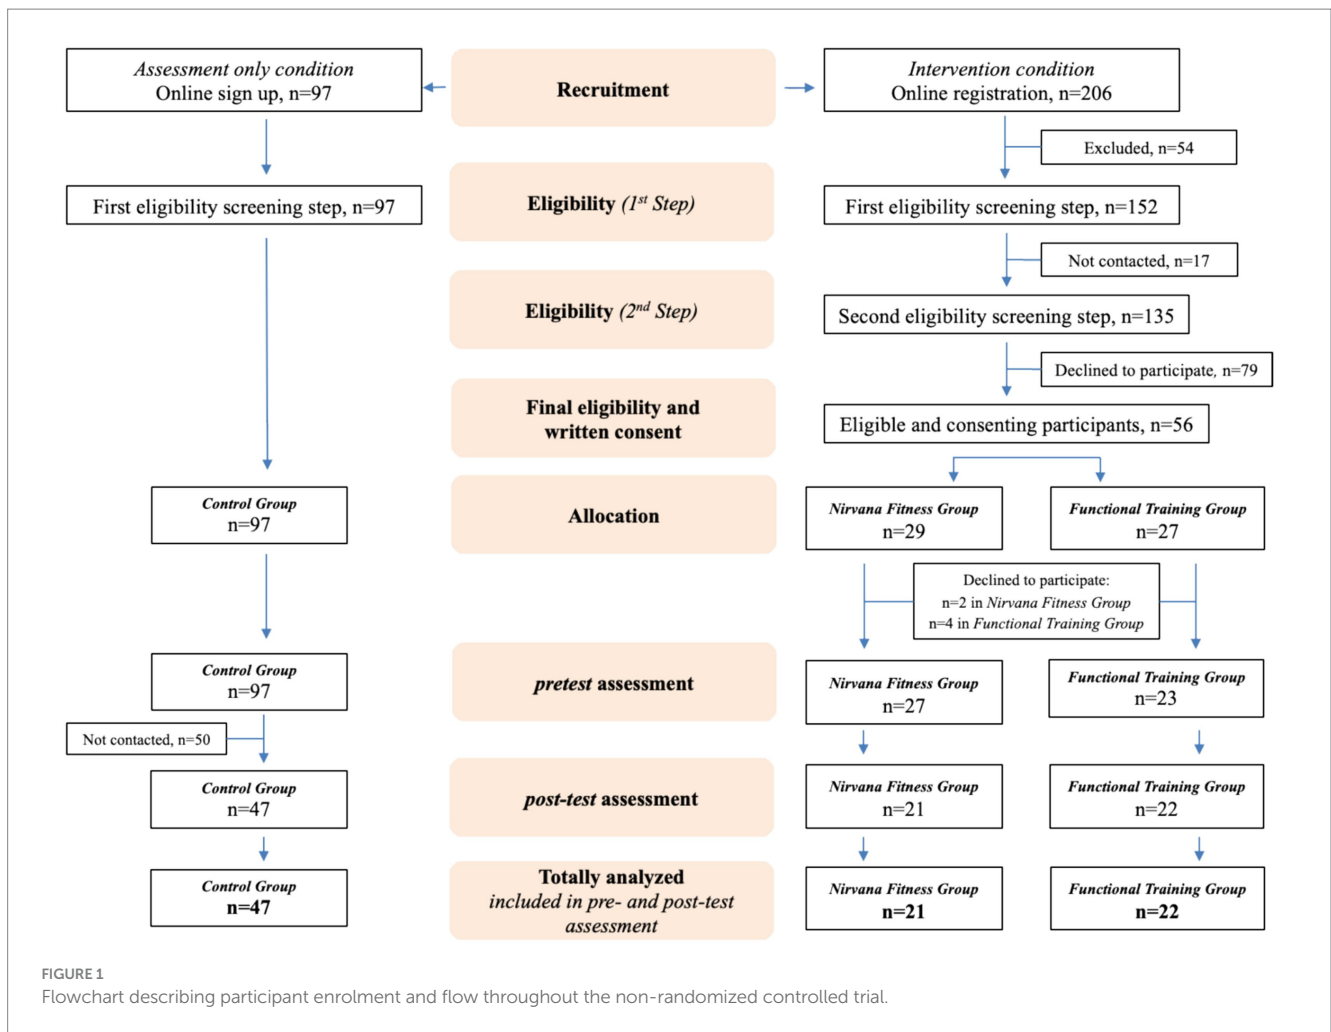 Assessment only condition
Online sign up, n=97
Recruitment
Intervention condition
Online registration, n=206
Excluded, n=54
First eligibility screening step, n=97
Eligibility (1st Step)
First eligibility screening step, n=152
Not contacted, n=17
Eligibility (2nd Step)
Second eligibility screening step, n=135
Declined to participate, n=79
Final eligibility and
written consent
Eligible and consenting participants, n=56
Control Group
n=97
Allocation
Nirvana Fitness Group
n=29
Functional Training Group
n=27
Declined to participate:
n=2 in Nirvana Fitness Group
n=4 in Functional Training Group
Control Group
n=97
pretest assessment
Nirvana Fitness Group
n=27
Functional Training Group
n=23
Not contacted, n=50
Control Group
n=47
post-test assessment
Nirvana Fitness Group
n=21
Functional Training Group
n=22
Control Group
n=47
Totally analyzed
included in pre- and post-test
assessment
Nirvana Fitness Group
n=21
Functional Training Group
n=22
FIGURE 1
Flowchart describing participant enrolment and flow throughout the non-randomized controlled trial.